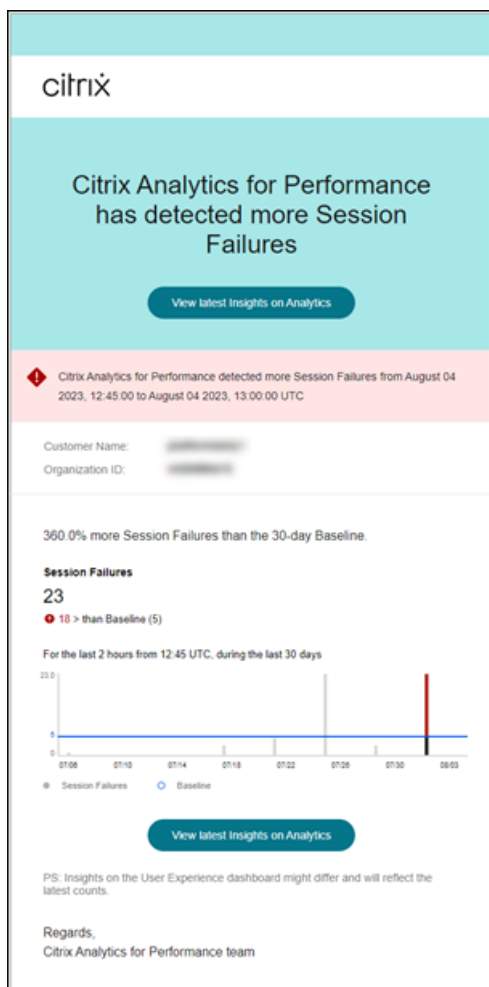 citrix
Citrix Analytics for Performance
has detected more Session
Failures
View latest Insights on Analytics
Citrix Analytics for Performance detected more Session Failures from August 04
2023, 12:45:00 to August 04 2023, 13:00:00 UTC
Customer Name:
Organization ID:
360.0% more Session Failures than the 30-day Baseline.
Session Failures
23
18 > than Baseline (5)
For the last 2 hours from 12:45 UTC, during the last 30 days
23.0
5
0
07/06 07/10 07/14 07/18 07/22 07/26 07/30 08/03
Session Failures Baseline
View latest Insights on Analytics
PS: Insights on the User Experience dashboard might differ and will reflect the
latest counts.
Regards,
Citrix Analytics for Performance team